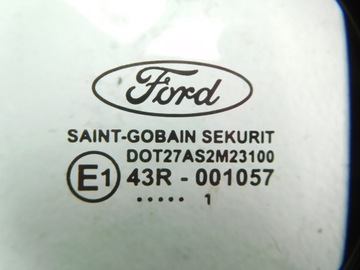 Ford
SAINT-GOBAIN SEKURIT
DOT27AS2M23100
E1 43R - 001057
..... 1